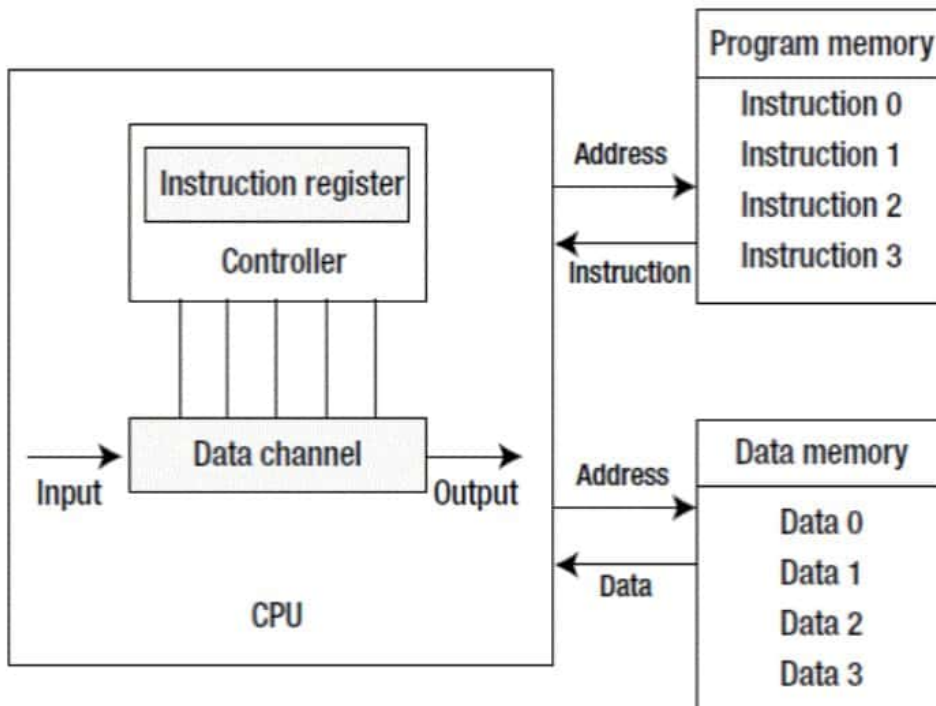 Program memory
Instruction 0
Instruction 1
Instruction 2
Instruction 3
Address
Instruction
Instruction register
Controller
Data channel
Input
Output
CPU
Address
Data
Data memory
Data 0
Data 1
Data 2
Data 3